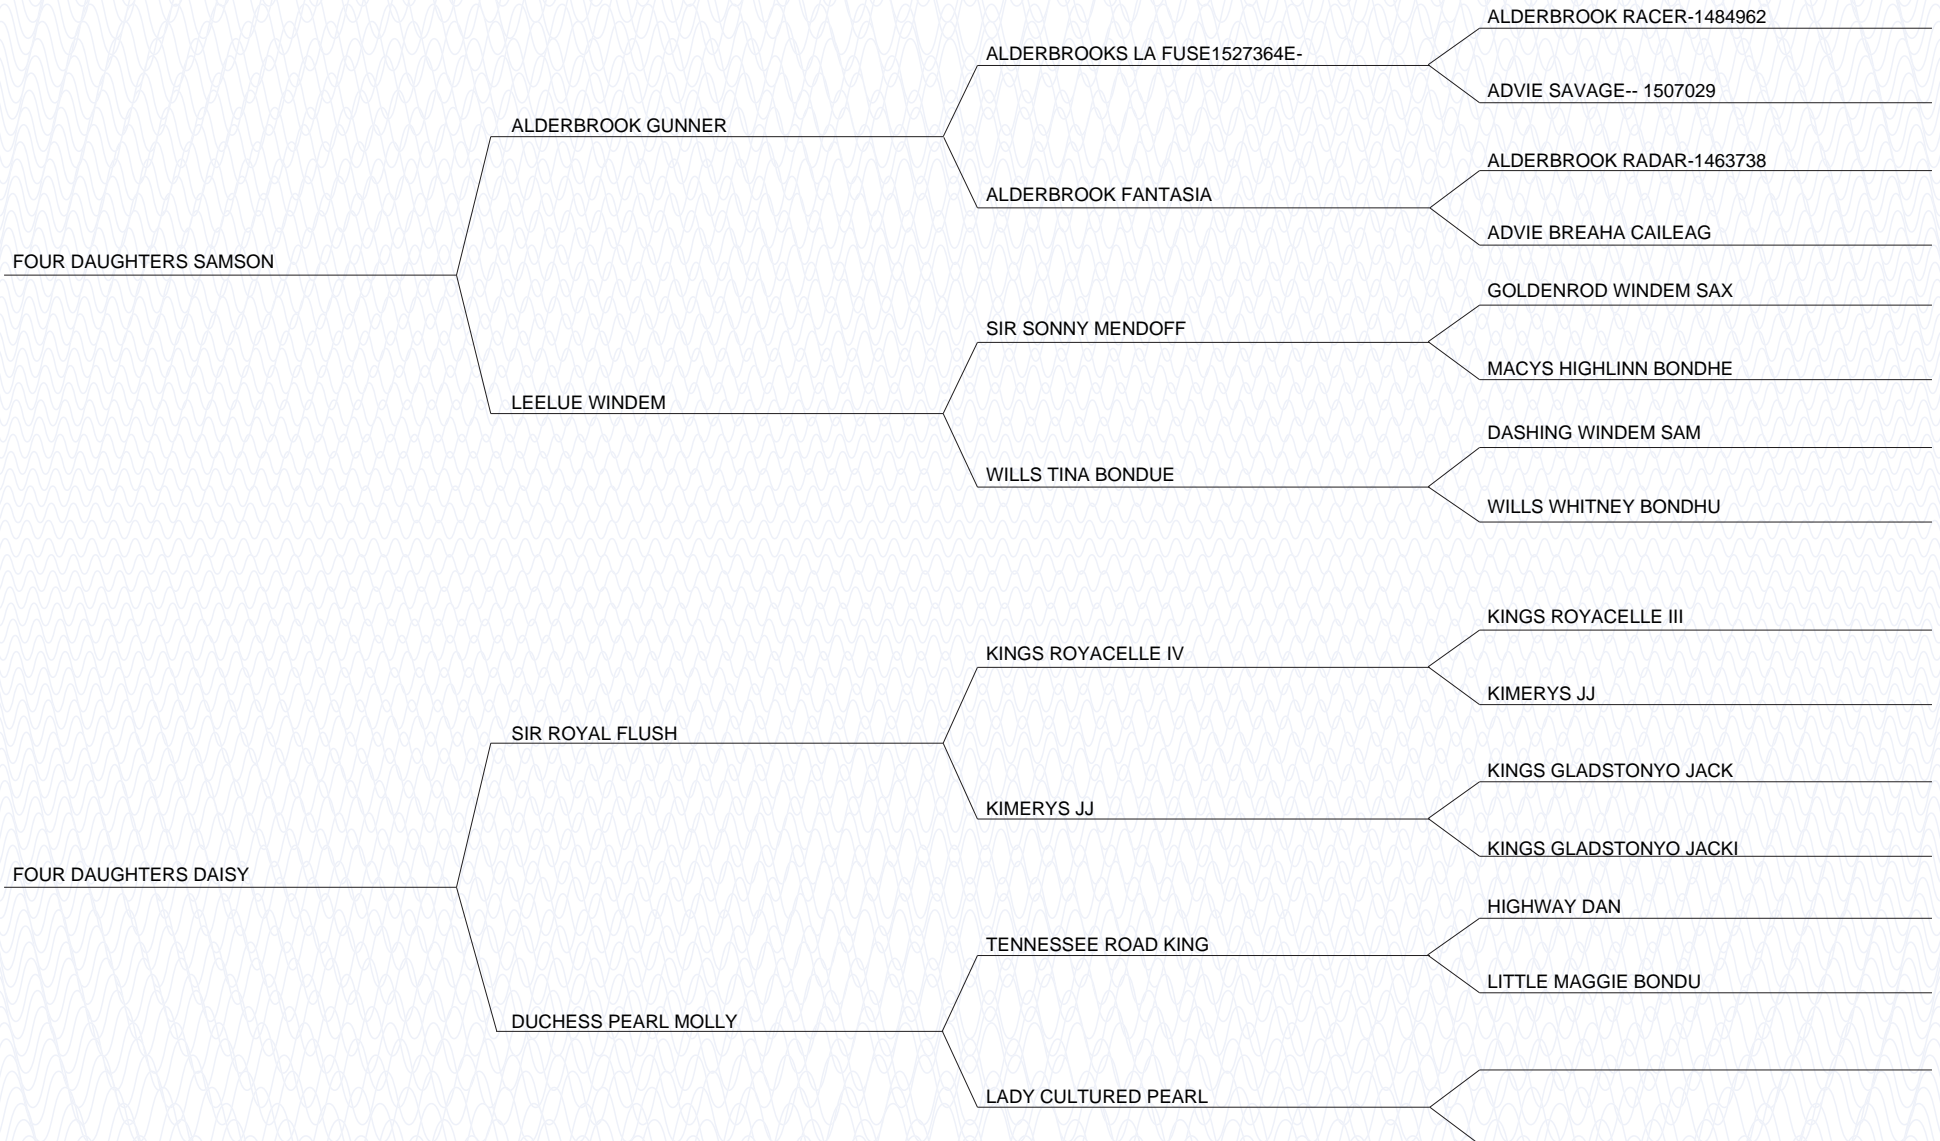 ALDERBROOK RACER-1484962
ALDERBROOKS LA FUSE1527364E-
ADVIE SAVAGE-- 1507029
ALDERBROOK GUNNER
ALDERBROOK RADAR-1463738
ALDERBROOK FANTASIA
ADVIE BREAHA CAILEAG
FOUR DAUGHTERS SAMSON
GOLDENROD WINDEM SAX
SIR SONNY MENDOFF
MACYS HIGHLINN BONDHE
LEELUE WINDEM
DASHING WINDEM SAM
WILLS TINA BONDUE
WILLS WHITNEY BONDHU
KINGS ROYACELLE III
KINGS ROYACELLE IV
KIMERYS JJ
SIR ROYAL FLUSH
KINGS GLADSTONYO JACK
KIMERYS JJ
KINGS GLADSTONYO JACKI
FOUR DAUGHTERS DAISY
HIGHWAY DAN
TENNESSEE ROAD KING
LITTLE MAGGIE BONDU
DUCHESS PEARL MOLLY
LADY CULTURED PEARL